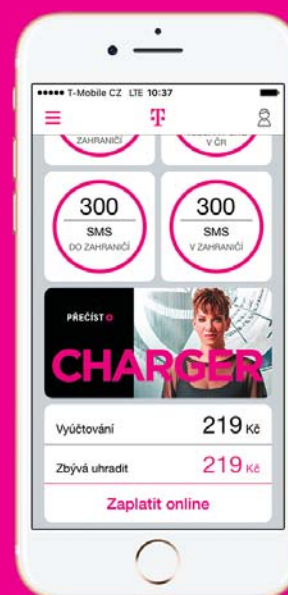 T-Mobile CZ LTE 10:37
T
ZAHRANIČÍ
V ČR
300
SMS
DO ZAHRANIČÍ
300
SMS
V ZAHRANIČÍ
PŘEČÍST
CHARGER
Vyúčtování 219 Kč
Zbývá uhradit 219 Kč
Zaplatit online